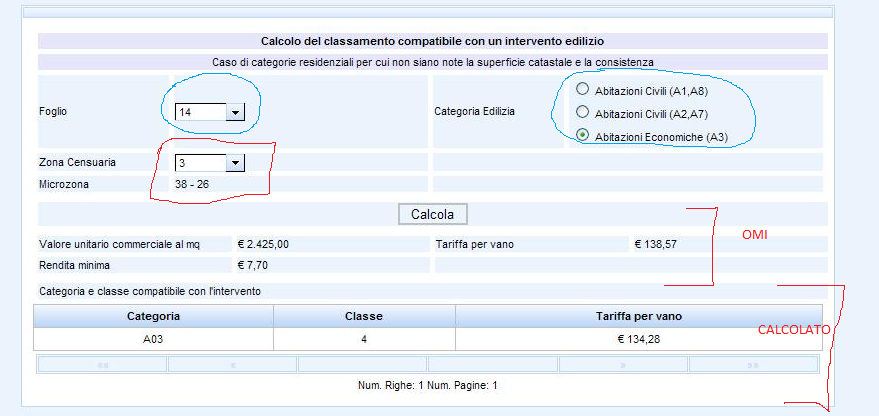 Calcolo del classamento compatibile con un intervento edilizio
Caso di categorie residenziali per cui non siano note la superficie catastale e la consistenza
Foglio 14 Categoria Edilizia
Abitazioni Civili (A1,A8)
Abitazioni Civili (A2,A7)
Abitazioni Economiche (A3)
Zona Censuaria 3
Microzona 38 - 26
Calcola
OMI
Valore unitario commerciale al mq € 2.425,00 Tariffa per vano € 138,57
Rendita minima € 7,70
Categoria e classe compatibile con l'intervento
Categoria Classe Tariffa per vano
CALCOLATO
A03 4 € 134,28
«« « » »»
Num. Righe: 1 Num. Pagine: 1